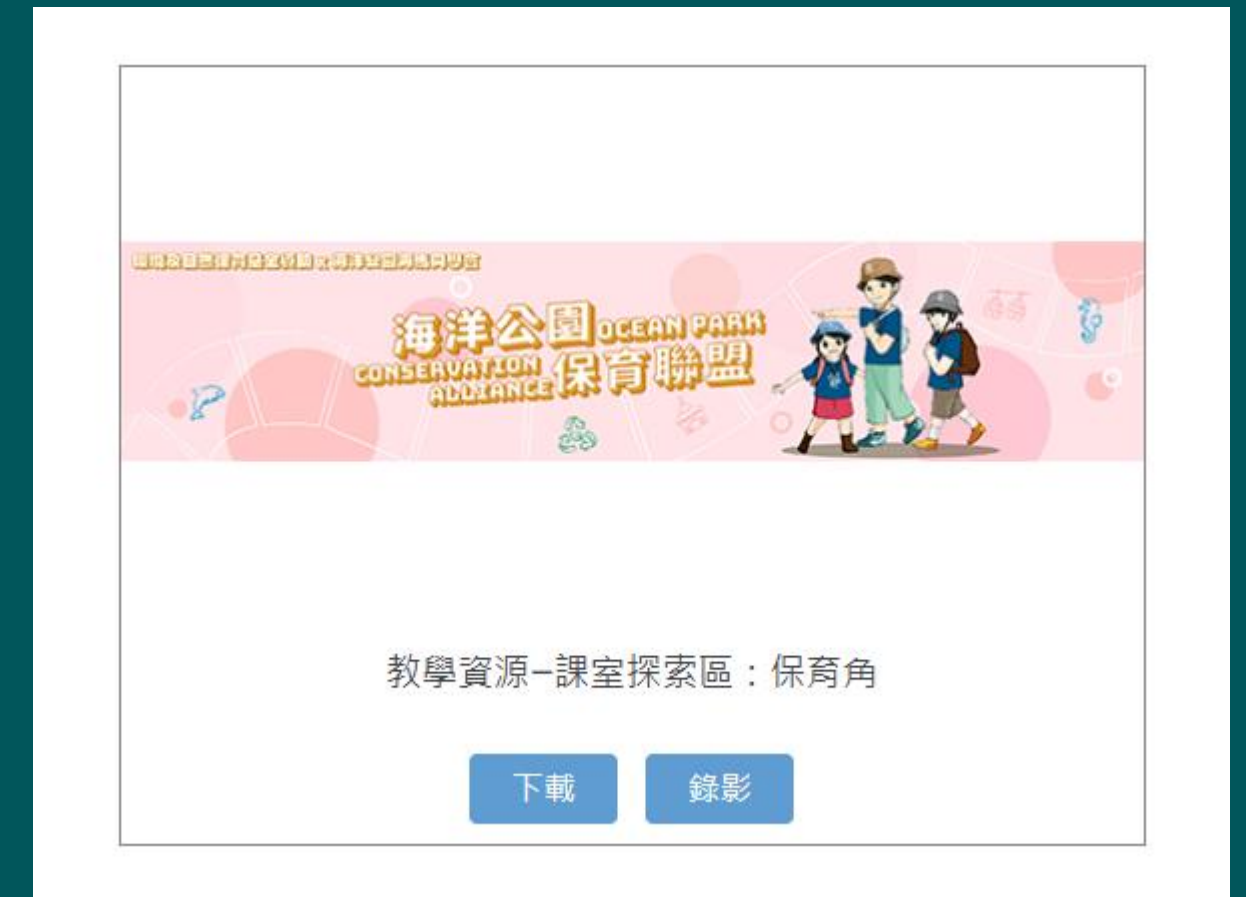 海洋公園 OCEAN PARK
CONSERVATION
ALLIANCE 保育聯盟
教學資源-課室探索區：保育角
下載
錄影